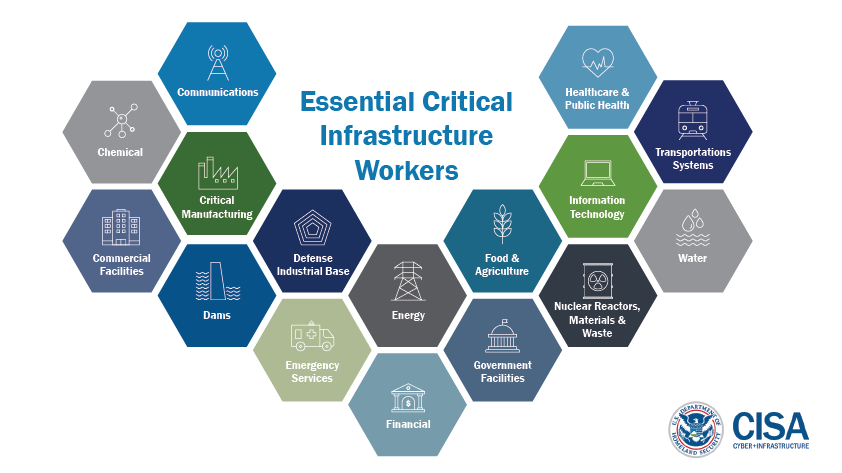 Essential Critical
Infrastructure
Workers
Communications
Chemical
Critical
Manufacturing
Commercial
Facilities
Defense
Industrial Base
Dams
Emergency
Services
Energy
Financial
Food &
Agriculture
Government
Facilities
Healthcare &
Public Health
Information
Technology
Nuclear Reactors,
Materials &
Waste
Transportations
Systems
Water
$
U.S. DEPARTMENT OF
HOMELAND SECURITY
CISA
CYBER+INFRASTRUCTURE